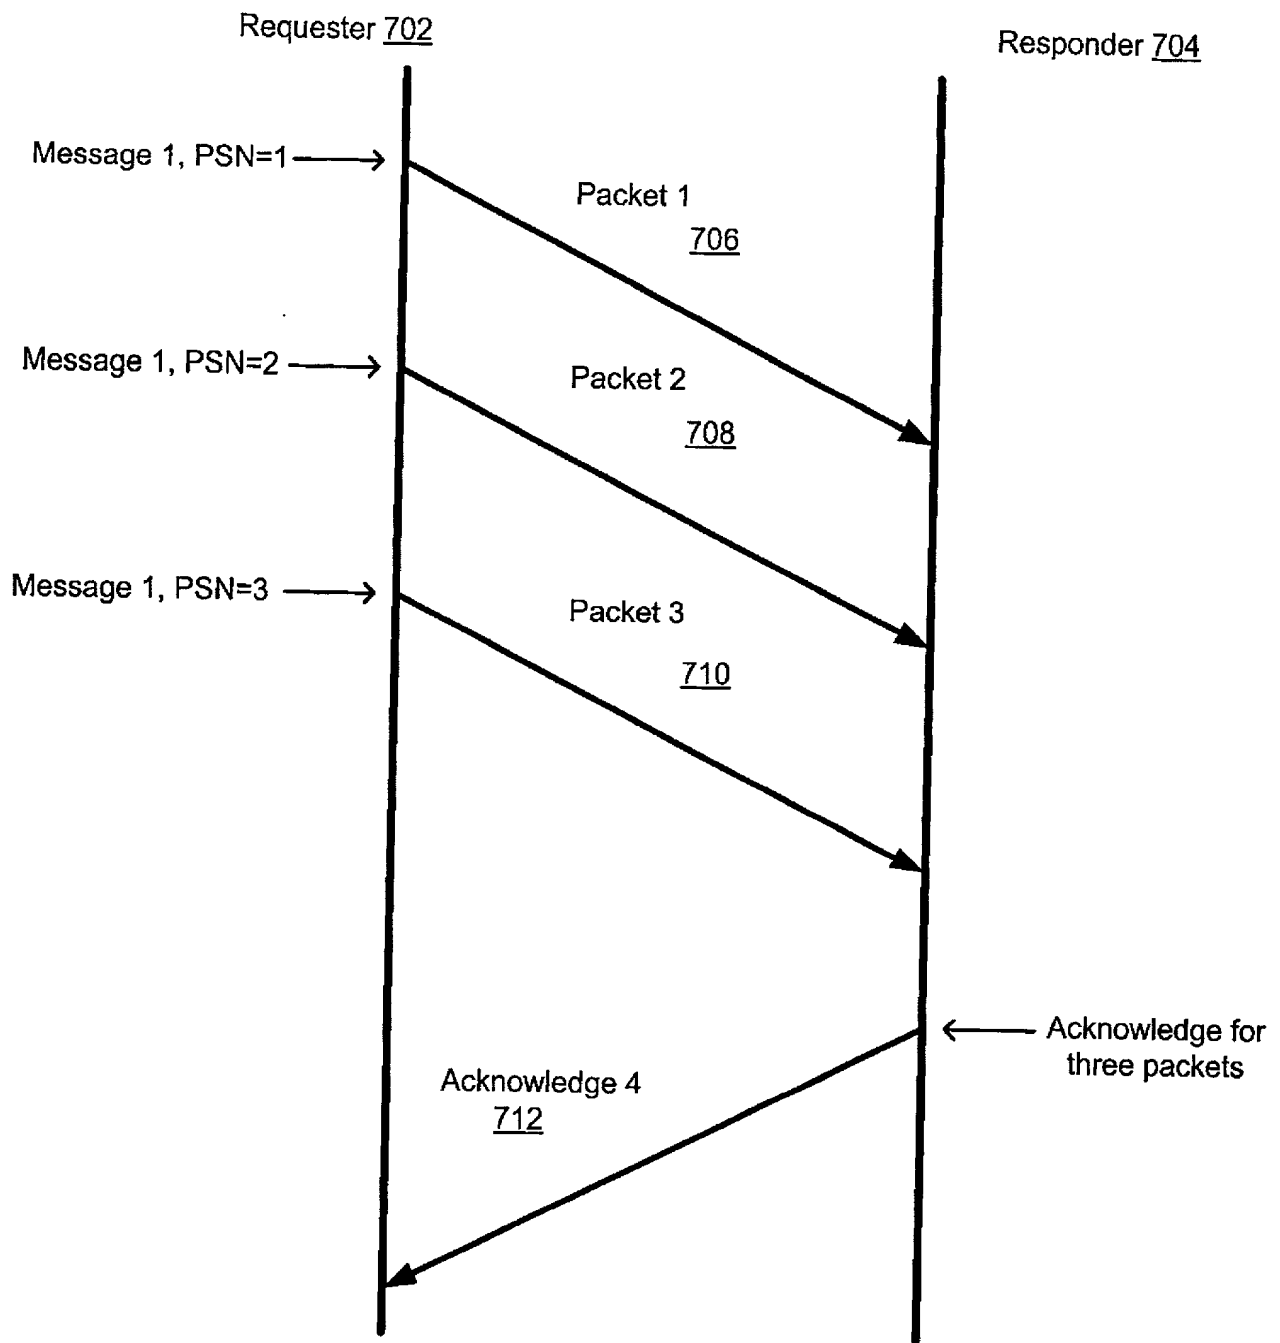 Requester 702
Responder 704
Message 1, PSN=1
Packet 1
706
Message 1, PSN=2
Packet 2
708
Message 1, PSN=3
Packet 3
710
Acknowledge for
three packets
Acknowledge 4
712